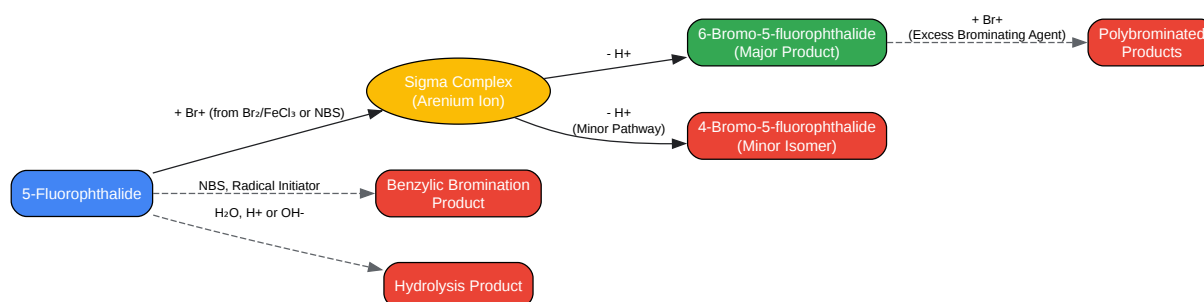 + Br+
(Excess Brominating Agent)
6-Bromo-5-fluorophthalide
(Major Product)
Polybrominated
Products
- H+
Sigma Complex
(Arenium Ion)
+ Br+ (from Br₂/FeCl₃ or NBS)
- H+
(Minor Pathway)
4-Bromo-5-fluorophthalide
(Minor Isomer)
5-Fluorophthalide
NBS, Radical Initiator
Benzylic Bromination
Product
H₂O, H+ or OH-
Hydrolysis Product